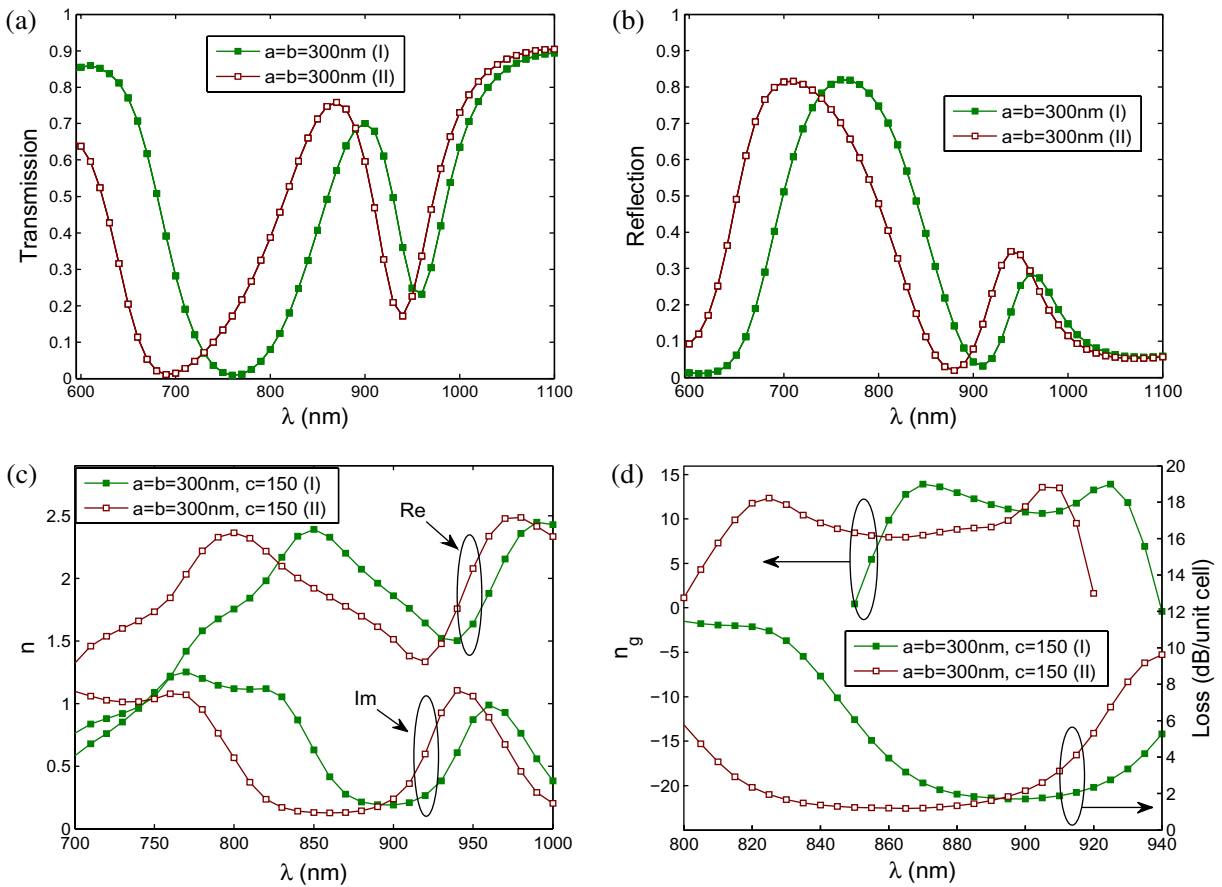 (a)
Transmission
1
0.9
0.8
0.7
0.6
0.5
0.4
0.3
0.2
0.1
0
600 700 800 900 1000 1100
λ (nm)
a=b=300nm (I)
a=b=300nm (II)
(b)
Reflection
1
0.9
0.8
0.7
0.6
0.5
0.4
0.3
0.2
0.1
0
600 700 800 900 1000 1100
λ (nm)
a=b=300nm (I)
a=b=300nm (II)
(c)
n
2.5
2
1.5
1
0.5
0
700 750 800 850 900 950 1000
λ (nm)
a=b=300nm, c=150 (I)
a=b=300nm, c=150 (II)
Re
Im
(d)
n_g
15
10
5
0
−5
−10
−15
−20
800 820 840 860 880 900 920 940
λ (nm)
a=b=300nm, c=150 (I)
a=b=300nm, c=150 (II)
20
18
16
14
12
10
8
6
4
2
0
Loss (dB/unit cell)